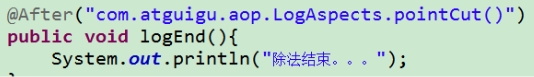 @After("com.atguigu.aop.LogAspects.pointCut()")
public void logEnd(){
System.out.println("除法结束。。。");